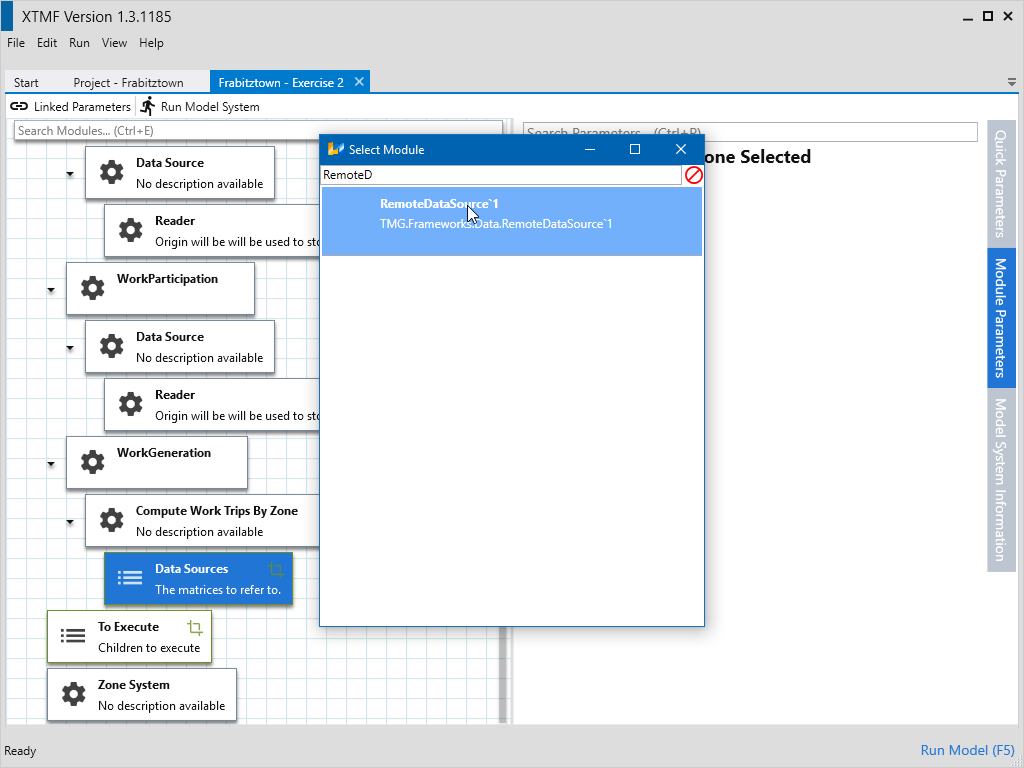 XTMF Version 1.3.1185
File Edit Run View Help
Start Project - Frabitztown Frabitztown - Exercise 2
Linked Parameters Run Model System
Search Modules... (Ctrl+E)
Search Parameters... (Ctrl+P)
one Selected
Data Source
No description available
Reader
Origin will be will be used to sto
WorkParticipation
Data Source
No description available
Reader
Origin will be will be used to sto
WorkGeneration
Compute Work Trips By Zone
No description available
Data Sources
The matrices to refer to.
To Execute
Children to execute
Zone System
No description available
Select Module
RemoteD
RemoteDataSource`1
TMG.Frameworks.Data.RemoteDataSource`1
Quick Parameters
Module Parameters
Model System Information
Ready
Run Model (F5)